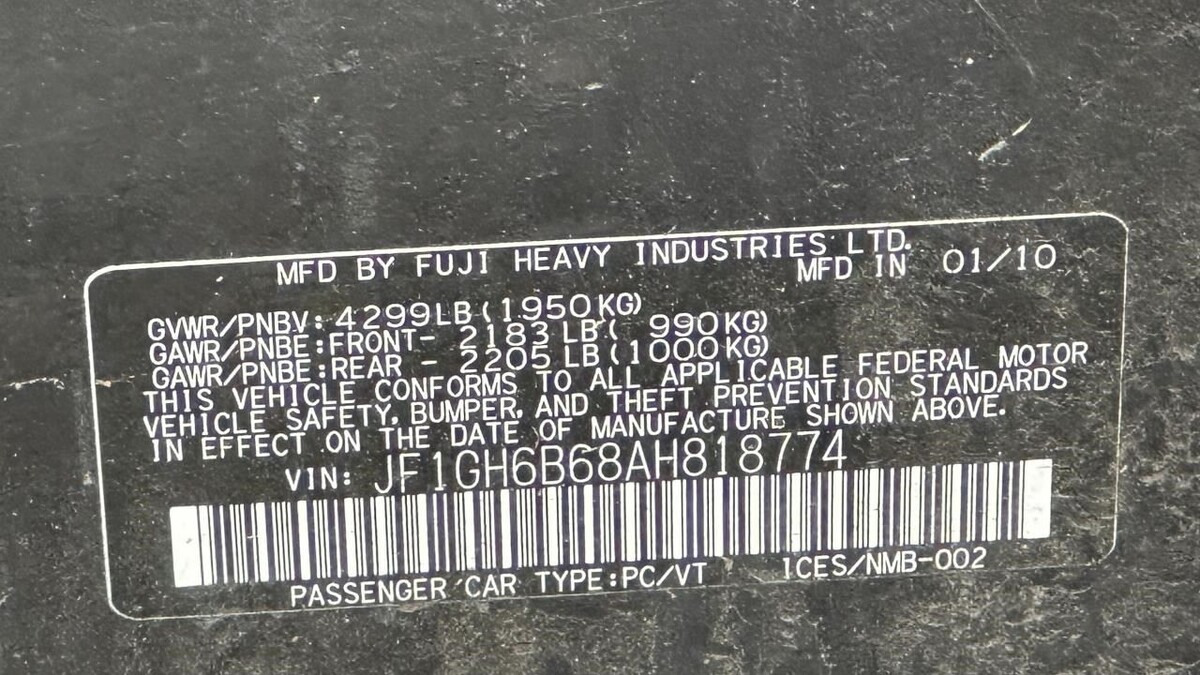 MFD BY FUJI HEAVY INDUSTRIES LTD.
MFD IN 01/10
GVWR/PNBV: 4299LB (1950KG)
GAWR/PNBE:FRONT- 2183 LB ( 990KG)
GAWR/PNBE:REAR - 2205 LB (1000KG)
THIS VEHICLE CONFORMS TO ALL APPLICABLE FEDERAL MOTOR
VEHICLE SAFETY, BUMPER, AND THEFT PREVENTION STANDARDS
IN EFFECT ON THE DATE OF MANUFACTURE SHOWN ABOVE.
VIN: JF1GH6B68AH818774
PASSENGER CAR TYPE:PC/VT ICES/NMB-002